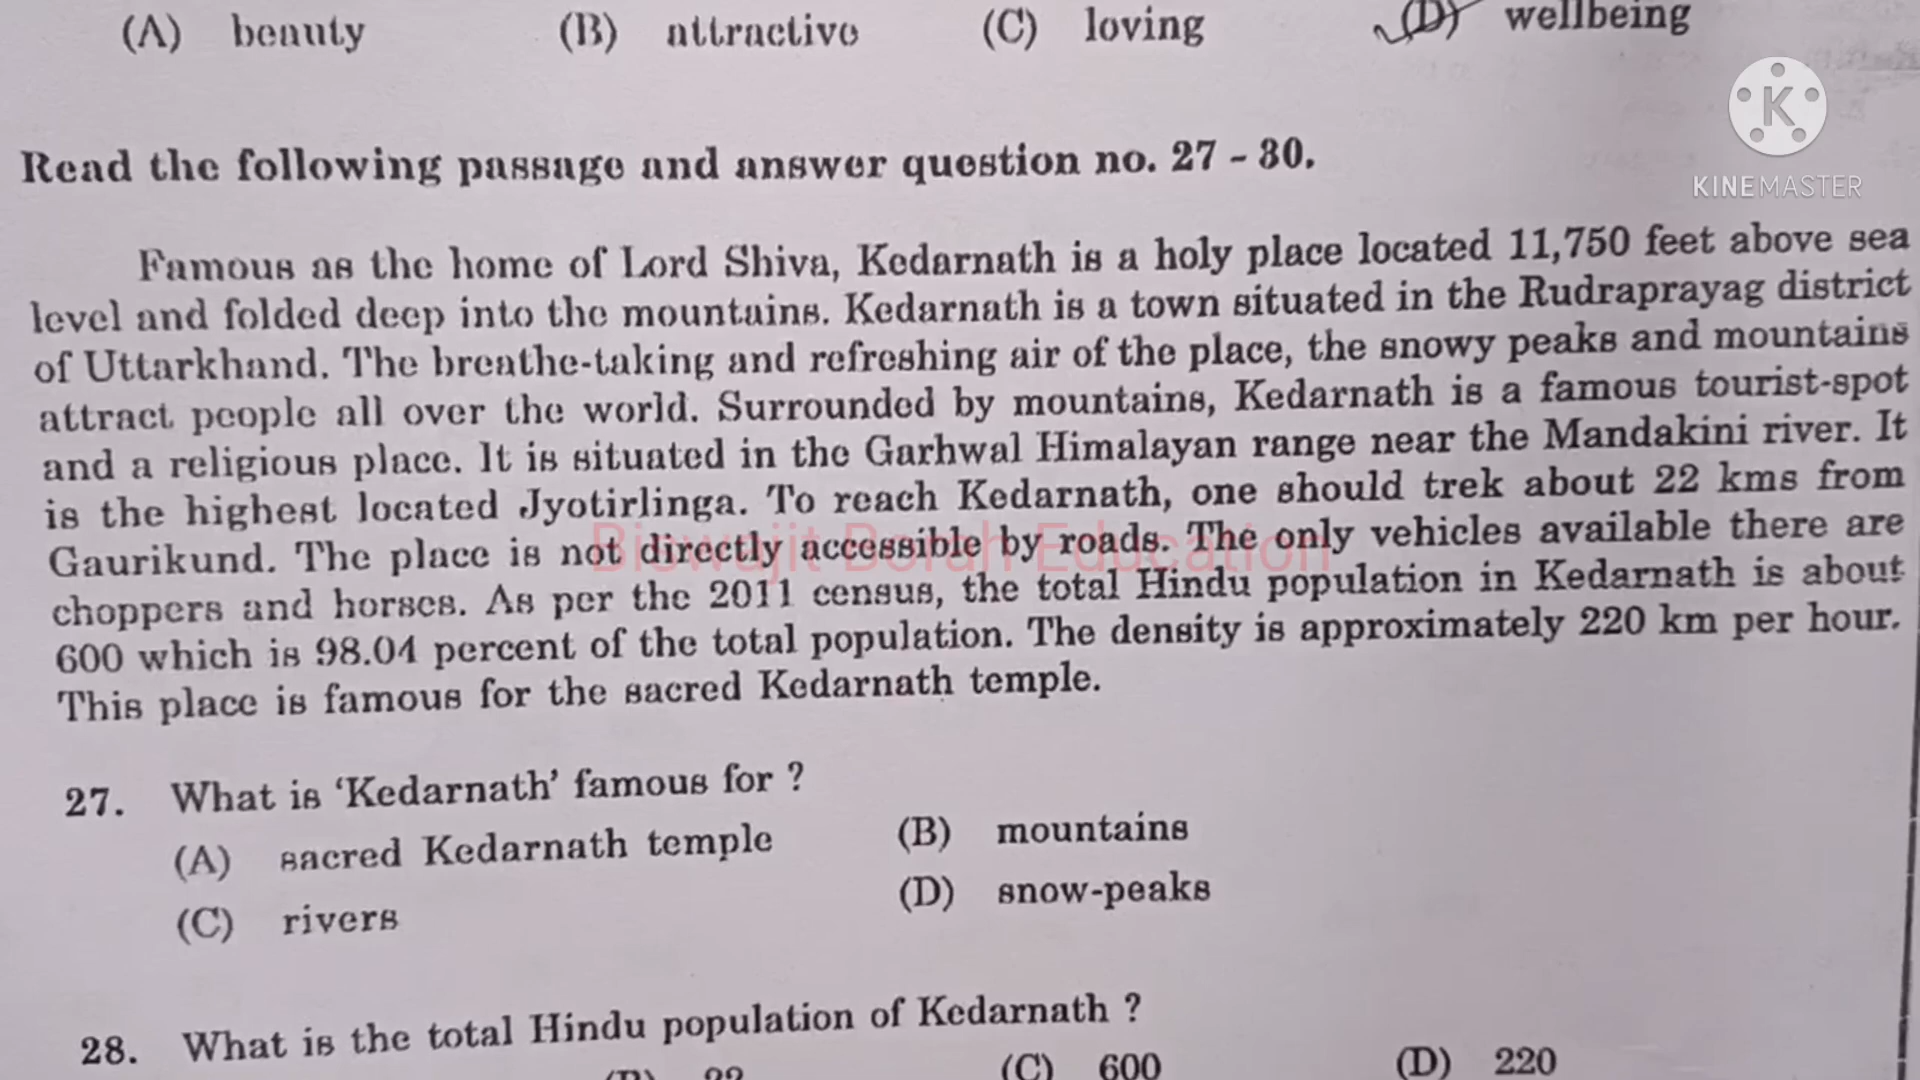 (A) beauty (B) attractive (C) loving (D) wellbeing
K
KINEMASTER
Read the following passage and answer question no. 27 - 30.
Famous as the home of Lord Shiva, Kedarnath is a holy place located 11,750 feet above sea
level and folded deep into the mountains. Kedarnath is a town situated in the Rudraprayag district
of Uttarkhand. The breathe-taking and refreshing air of the place, the snowy peaks and mountains
attract people all over the world. Surrounded by mountains, Kedarnath is a famous tourist-spot
and a religious place. It is situated in the Garhwal Himalayan range near the Mandakini river. It
is the highest located Jyotirlinga. To reach Kedarnath, one should trek about 22 kms from
Gaurikund. The place is not directly accessible by roads. The only vehicles available there are
Biswajit Borah Education
choppers and horses. As per the 2011 census, the total Hindu population in Kedarnath is about
600 which is 98.04 percent of the total population. The density is approximately 220 km per hour.
This place is famous for the sacred Kedarnath temple.
27. What is ‘Kedarnath’ famous for ?
(A) sacred Kedarnath temple (B) mountains
(C) rivers (D) snow-peaks
28. What is the total Hindu population of Kedarnath ?
(C) 600 (D) 220